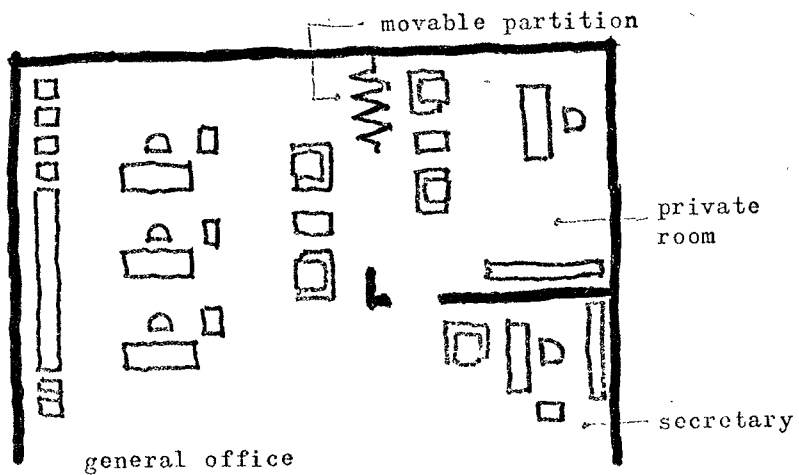 movable partition
private
room
secretary
general office